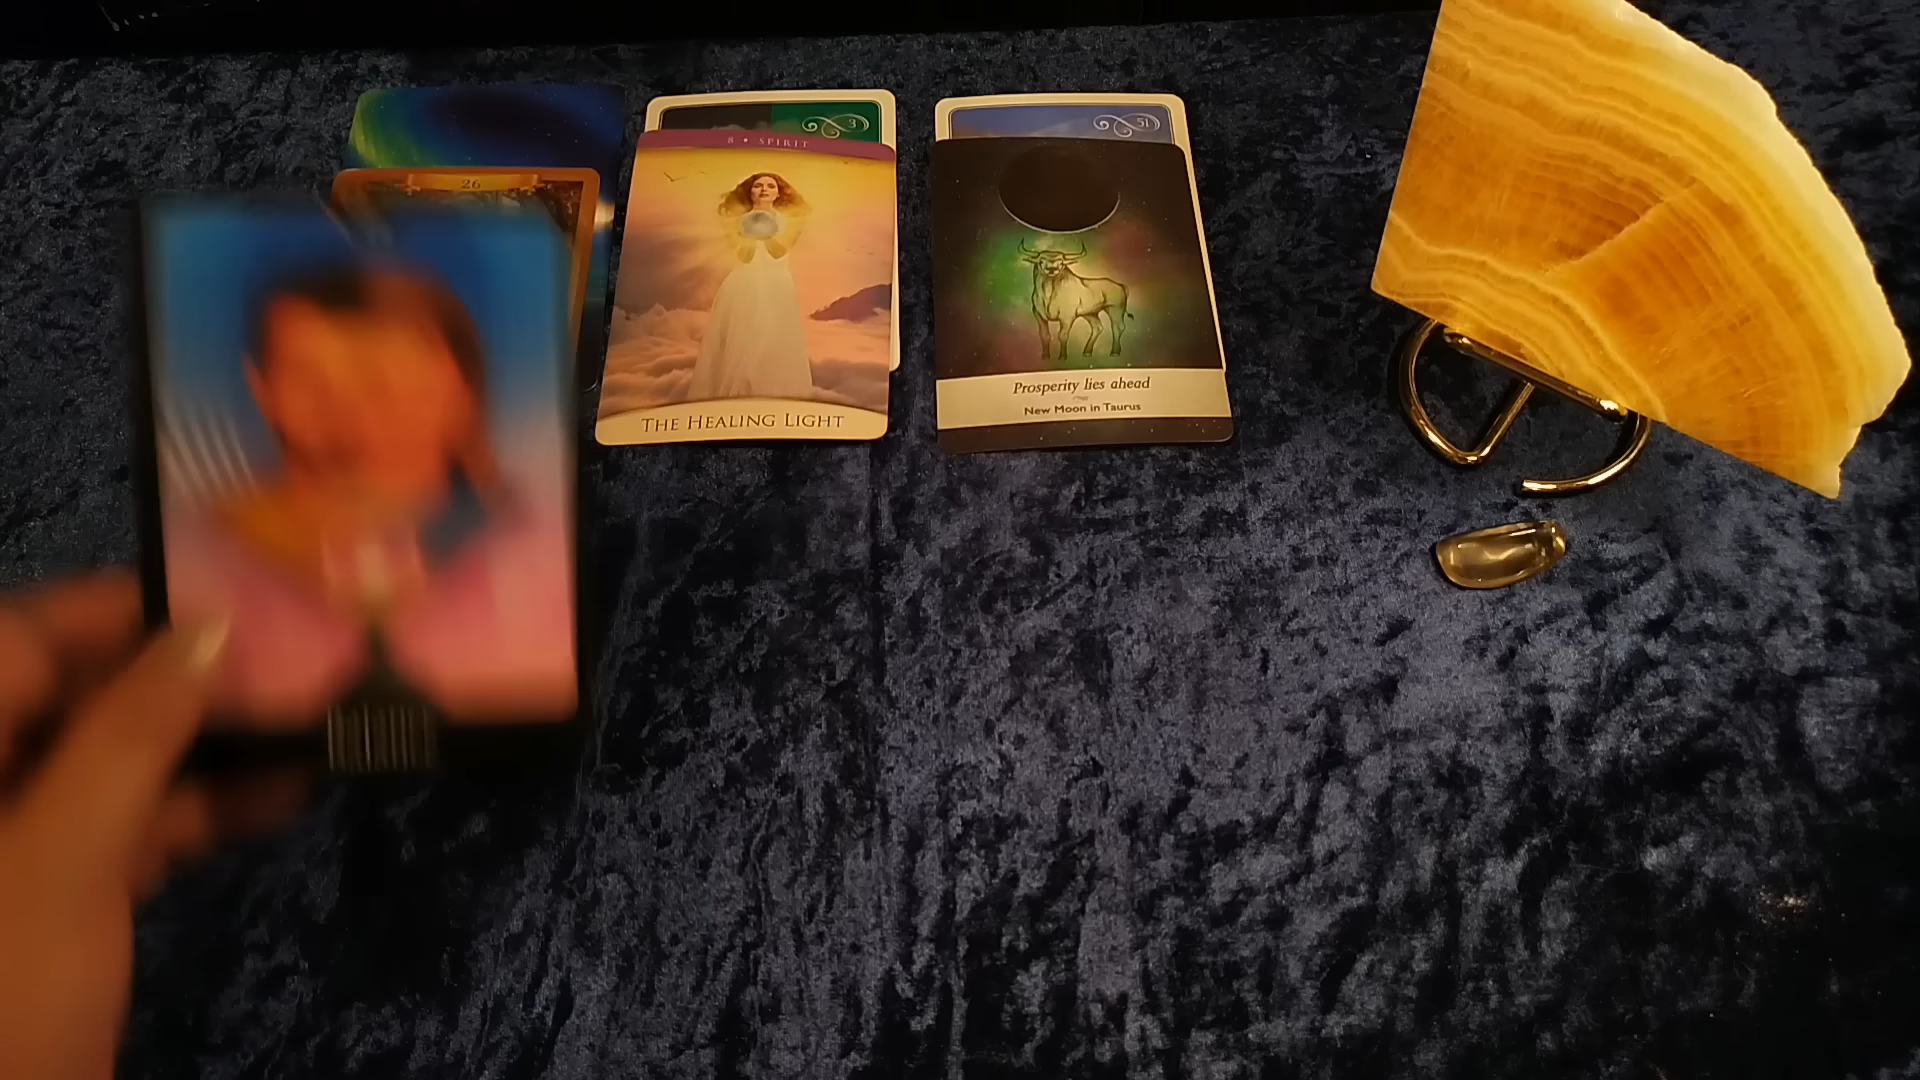 26
3
8 • SPIRIT
THE HEALING LIGHT
51
Prosperity lies ahead
New Moon in Taurus